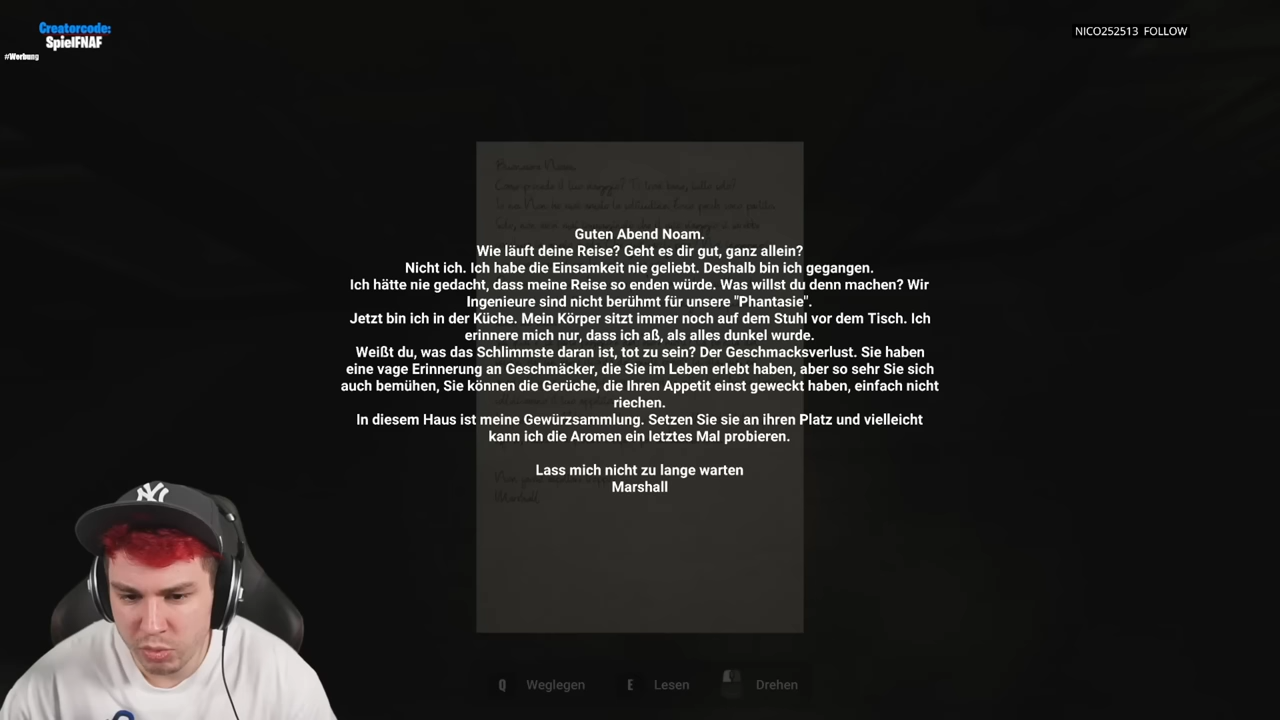 Creatorcode:
SpielFNAF
#Werbung
NICO252513 FOLLOW
Guten Abend Noam.
Wie läuft deine Reise? Geht es dir gut, ganz allein?
Nicht ich. Ich habe die Einsamkeit nie geliebt. Deshalb bin ich gegangen.
Ich hätte nie gedacht, dass meine Reise so enden würde. Was willst du denn machen? Wir
Ingenieure sind nicht berühmt für unsere "Phantasie".
Jetzt bin ich in der Küche. Mein Körper sitzt immer noch auf dem Stuhl vor dem Tisch. Ich
erinnere mich nur, dass ich aß, als alles dunkel wurde.
Weißt du, was das Schlimmste daran ist, tot zu sein? Der Geschmacksverlust. Sie haben
eine vage Erinnerung an Geschmäcker, die Sie im Leben erlebt haben, aber so sehr Sie sich
auch bemühen, Sie können die Gerüche, die Ihren Appetit einst geweckt haben, einfach nicht
riechen.
In diesem Haus ist meine Gewürzsammlung. Setzen Sie sie an ihren Platz und vielleicht
kann ich die Aromen ein letztes Mal probieren.
Lass mich nicht zu lange warten
Marshall
Q Weglegen E Lesen Drehen